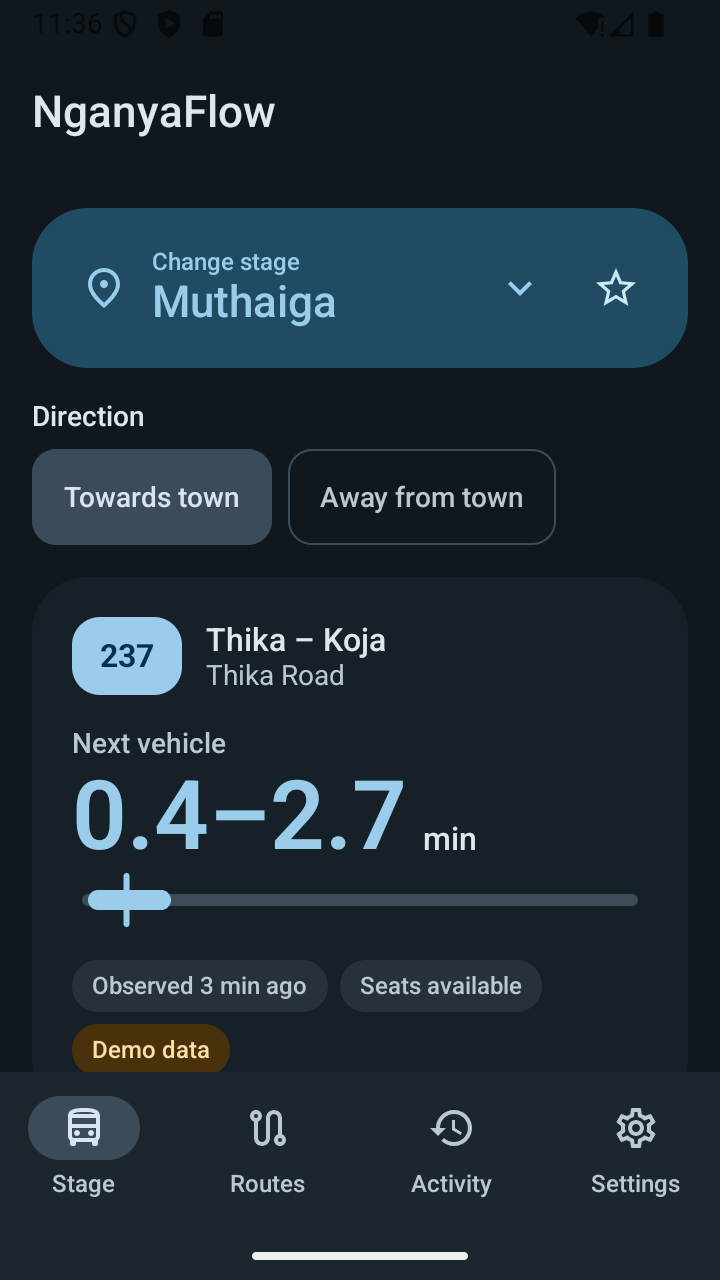 11:36
NganyaFlow
Change stage
Muthaiga
Direction
Towards town
Away from town
237
Thika – Koja
Thika Road
Next vehicle
0.4–2.7 min
Observed 3 min ago
Seats available
Demo data
Stage
Routes
Activity
Settings